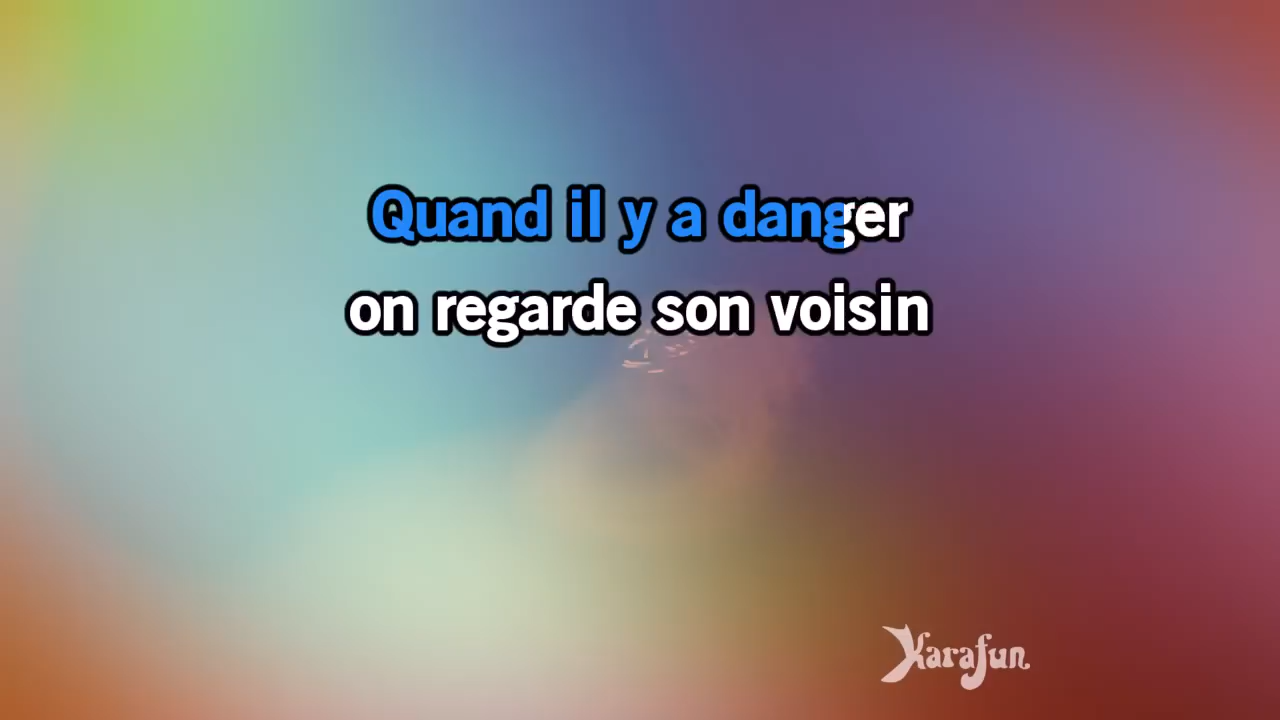 Quand il y a danger
on regarde son voisin
Karafun